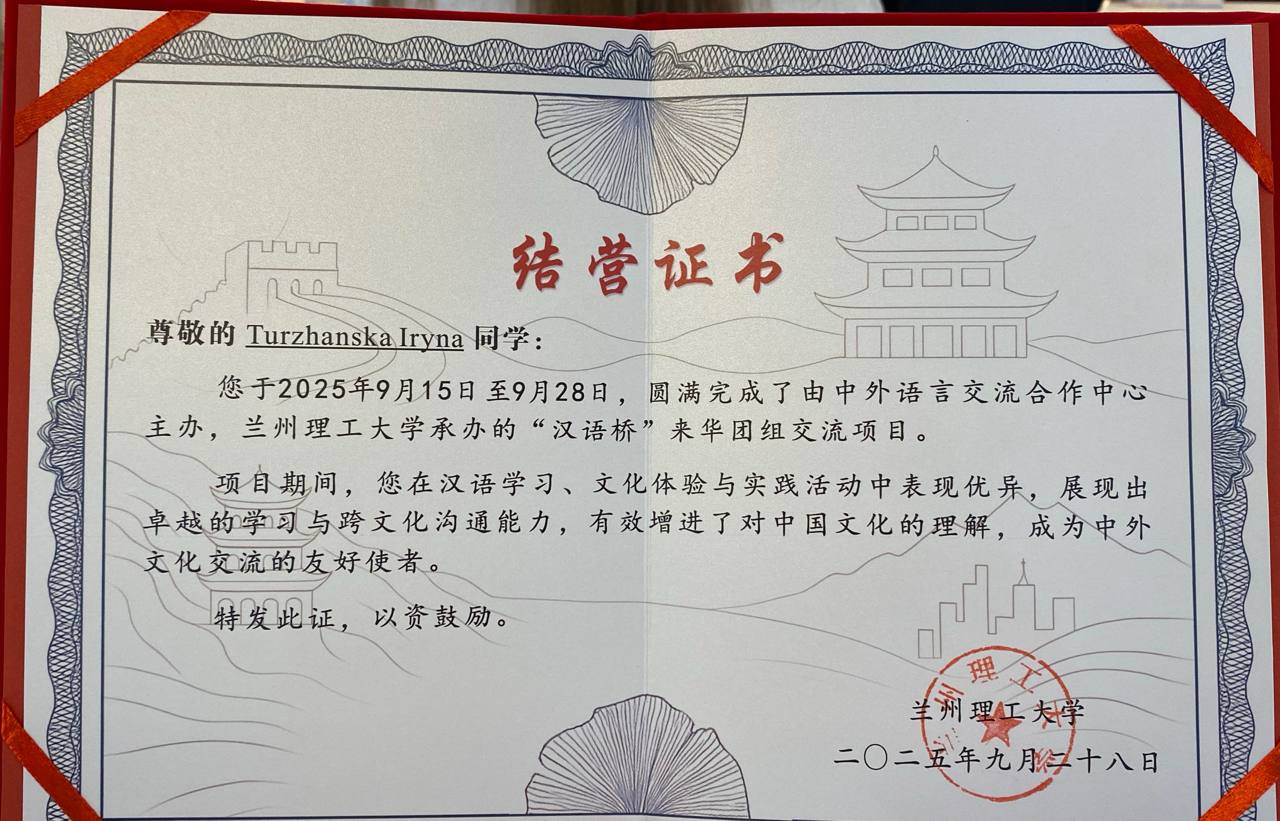 结营证书
尊敬的 Turzhanska Iryna 同学：
您于2025年9月15日至9月28日，圆满完成了由中外语言交流合作中心
主办，兰州理工大学承办的“汉语桥”来华团组交流项目。
项目期间，您在汉语学习、文化体验与实践活动中表现优异，展现出
卓越的学习与跨文化沟通能力，有效增进了对中国文化的理解，成为中外
文化交流的友好使者。
特发此证，以资鼓励。
兰州理工大学
兰州理工大学
二〇二五年九月二十八日